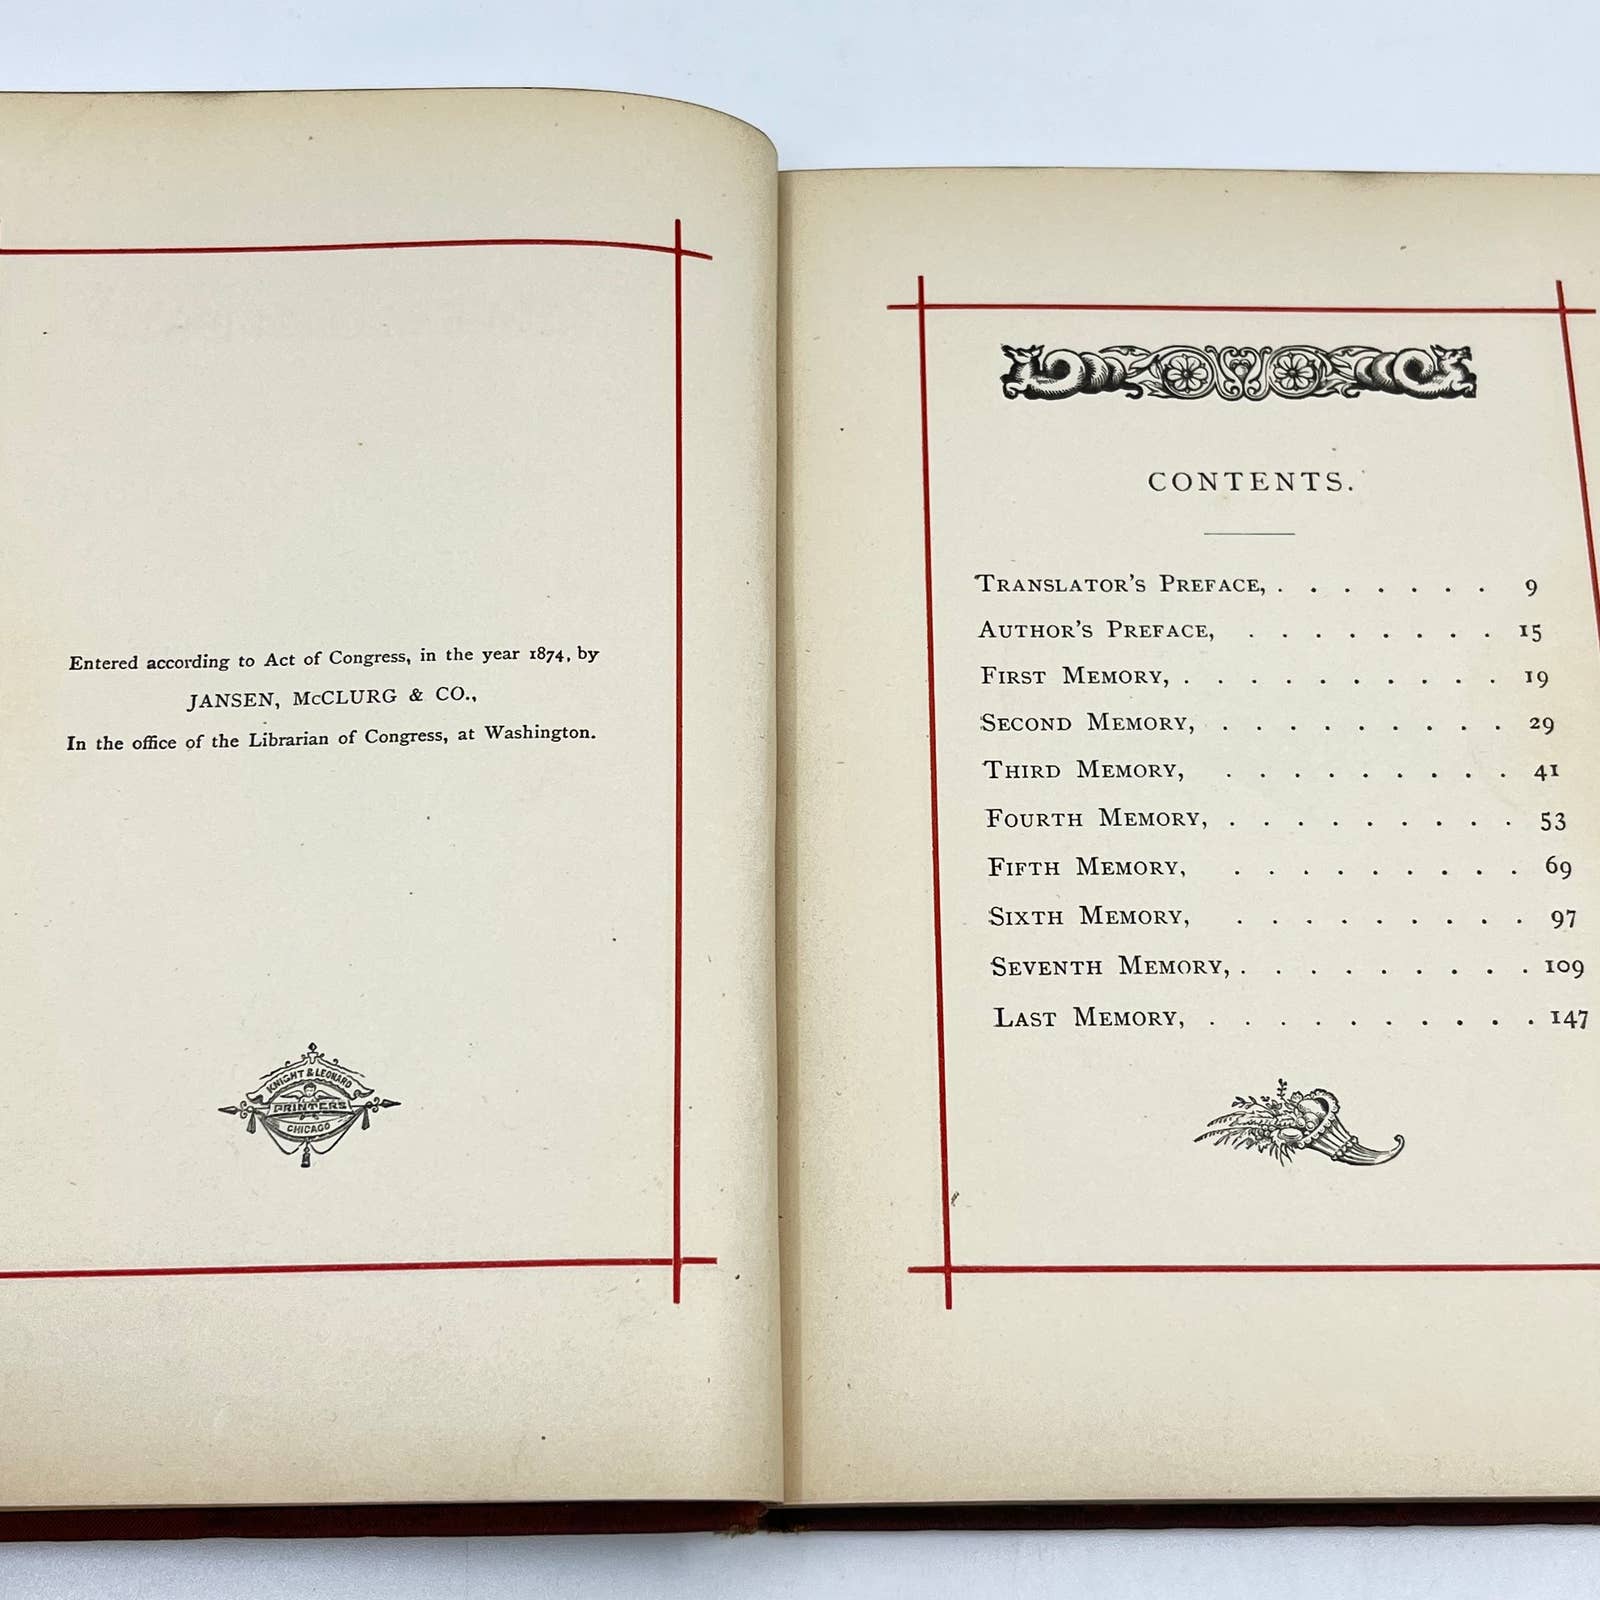 Entered according to Act of Congress, in the year 1874, by
JANSEN, McCLURG & CO.,
In the office of the Librarian of Congress, at Washington.
KNIGHT & LEONARD
PRINTERS
CHICAGO
CONTENTS.
Translator's Preface, . . . . . . . 9
Author's Preface, . . . . . . . . 15
First Memory, . . . . . . . . . . 19
Second Memory, . . . . . . . . . 29
Third Memory, . . . . . . . . . 41
Fourth Memory, . . . . . . . . . 53
Fifth Memory, . . . . . . . . . 69
Sixth Memory, . . . . . . . . . 97
Seventh Memory, . . . . . . . . . 109
Last Memory, . . . . . . . . . . 147